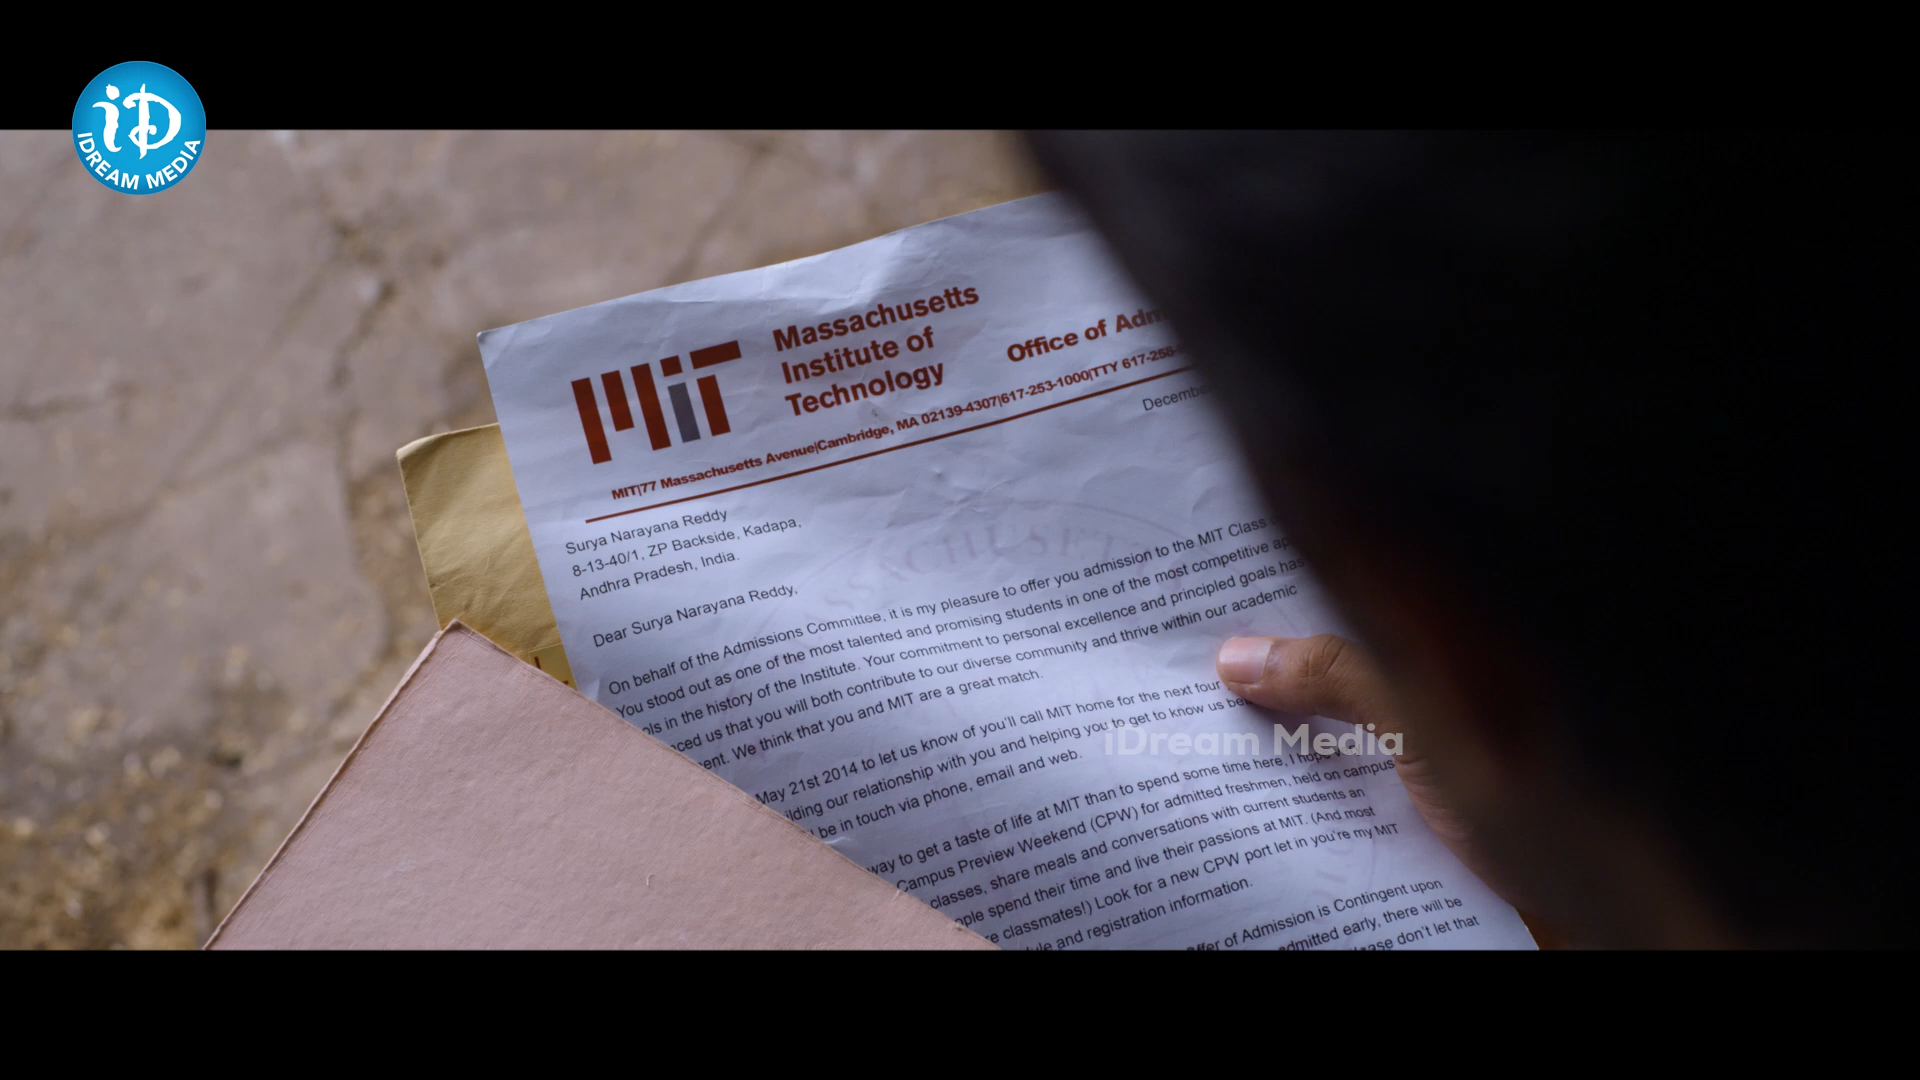 iD
IDREAM MEDIA
MiT
Massachusetts
Institute of
Technology
Office of
MIT|77 Massachusetts Avenue|Cambridge, MA 02139-4307|617-253-1000|TTY 617-258-
Surya Narayana Reddy
8-13-40/1, ZP Backside, Kadapa,
Andhra Pradesh, India.
Dear Surya Narayana Reddy,
On behalf of the Admissions Committee, it is my pleasure to offer you admission to the MIT Class
You stood out as one of the most talented and promising students in one of the most competitive
in the history of the Institute. Your commitment to personal excellence and principled goals has
us that you will both contribute to our diverse community and thrive within our academic
We think that you and MIT are a great match.
May 21st 2014 to let us know of you'll call MIT home for the next four
our relationship with you and helping you to get to know us
be in touch via phone, email and web.
iDream Media
way to get a taste of life at MIT than to spend some time here, I hope
Campus Preview Weekend (CPW) for admitted freshmen, held on campus
classes, share meals and conversations with current students an
spend their time and live their passions at MIT. (And most
classmates!) Look for a new CPW port let in you're my MIT
and registration information.
of Admission is Contingent upon
admitted early, there will be
don't let that